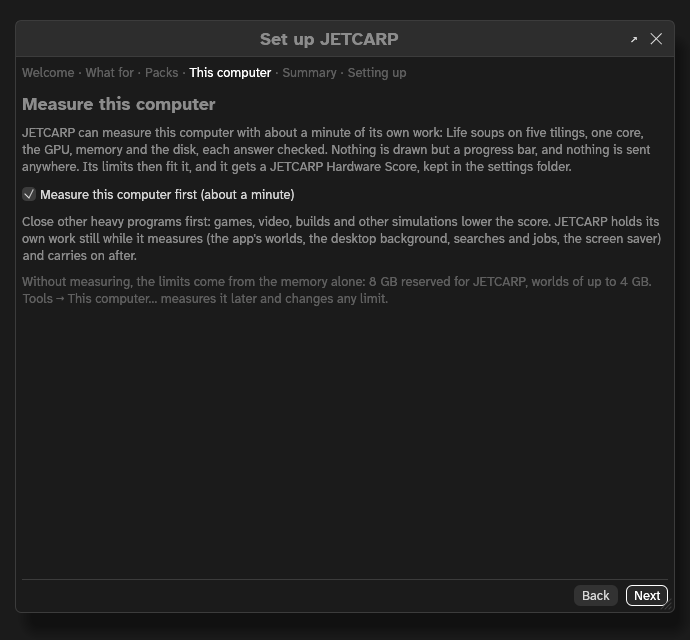 Set up JETCARP
Welcome · What for · Packs · This computer · Summary · Setting up
Measure this computer
JETCARP can measure this computer with about a minute of its own work: Life soups on five tilings, one core,
the GPU, memory and the disk, each answer checked. Nothing is drawn but a progress bar, and nothing is sent
anywhere. Its limits then fit it, and it gets a JETCARP Hardware Score, kept in the settings folder.
Measure this computer first (about a minute)
Close other heavy programs first: games, video, builds and other simulations lower the score. JETCARP holds its
own work still while it measures (the app's worlds, the desktop background, searches and jobs, the screen saver)
and carries on after.
Without measuring, the limits come from the memory alone: 8 GB reserved for JETCARP, worlds of up to 4 GB.
Tools → This computer... measures it later and changes any limit.
Back Next